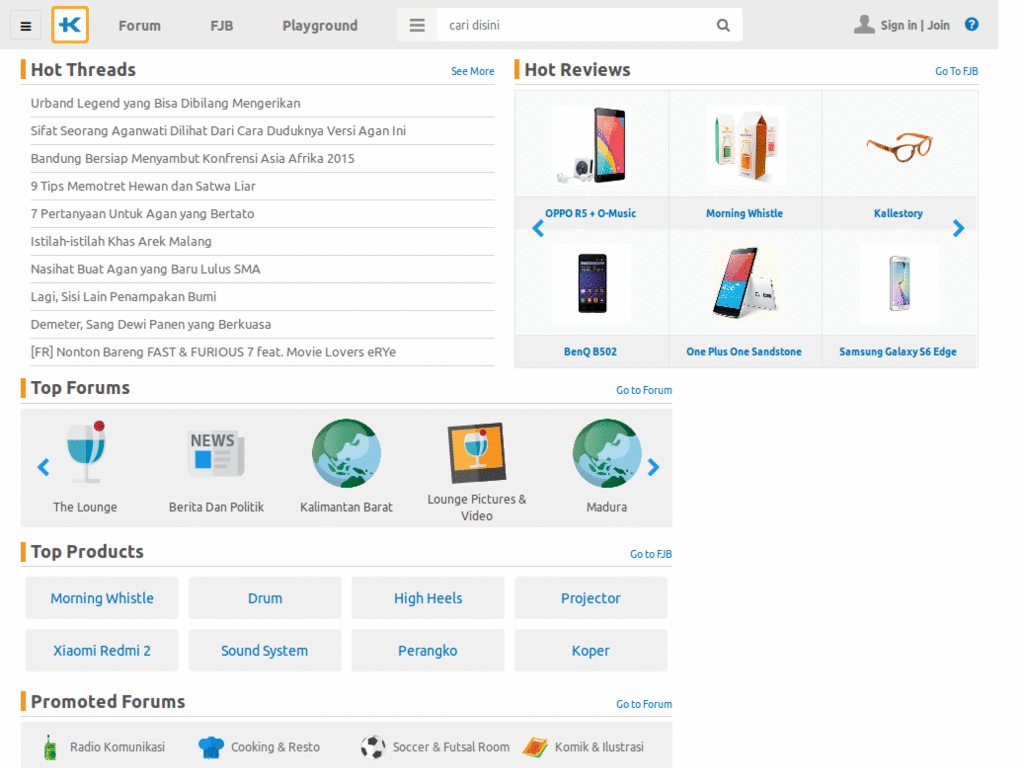 Forum
FJB
Playground
cari disini
Sign in | Join
?
Hot Threads
See More
Urband Legend yang Bisa Dibilang Mengerikan
Sifat Seorang Aganwati Dilihat Dari Cara Duduknya Versi Agan Ini
Bandung Bersiap Menyambut Konfrensi Asia Afrika 2015
9 Tips Memotret Hewan dan Satwa Liar
7 Pertanyaan Untuk Agan yang Bertato
Istilah-istilah Khas Arek Malang
Nasihat Buat Agan yang Baru Lulus SMA
Lagi, Sisi Lain Penampakan Bumi
Demeter, Sang Dewi Panen yang Berkuasa
[FR] Nonton Bareng FAST & FURIOUS 7 feat. Movie Lovers eRYe
Hot Reviews
Go To FJB
OPPO R5 + O-Music
Morning Whistle
Kallestory
BenQ B502
One Plus One Sandstone
Samsung Galaxy S6 Edge
Top Forums
Go to Forum
The Lounge
NEWS
Berita Dan Politik
Kalimantan Barat
Lounge Pictures &
Video
Madura
Top Products
Go to FJB
Morning Whistle
Drum
High Heels
Projector
Xiaomi Redmi 2
Sound System
Perangko
Koper
Promoted Forums
Go to Forum
Radio Komunikasi
Cooking & Resto
Soccer & Futsal Room
Komik & Ilustrasi